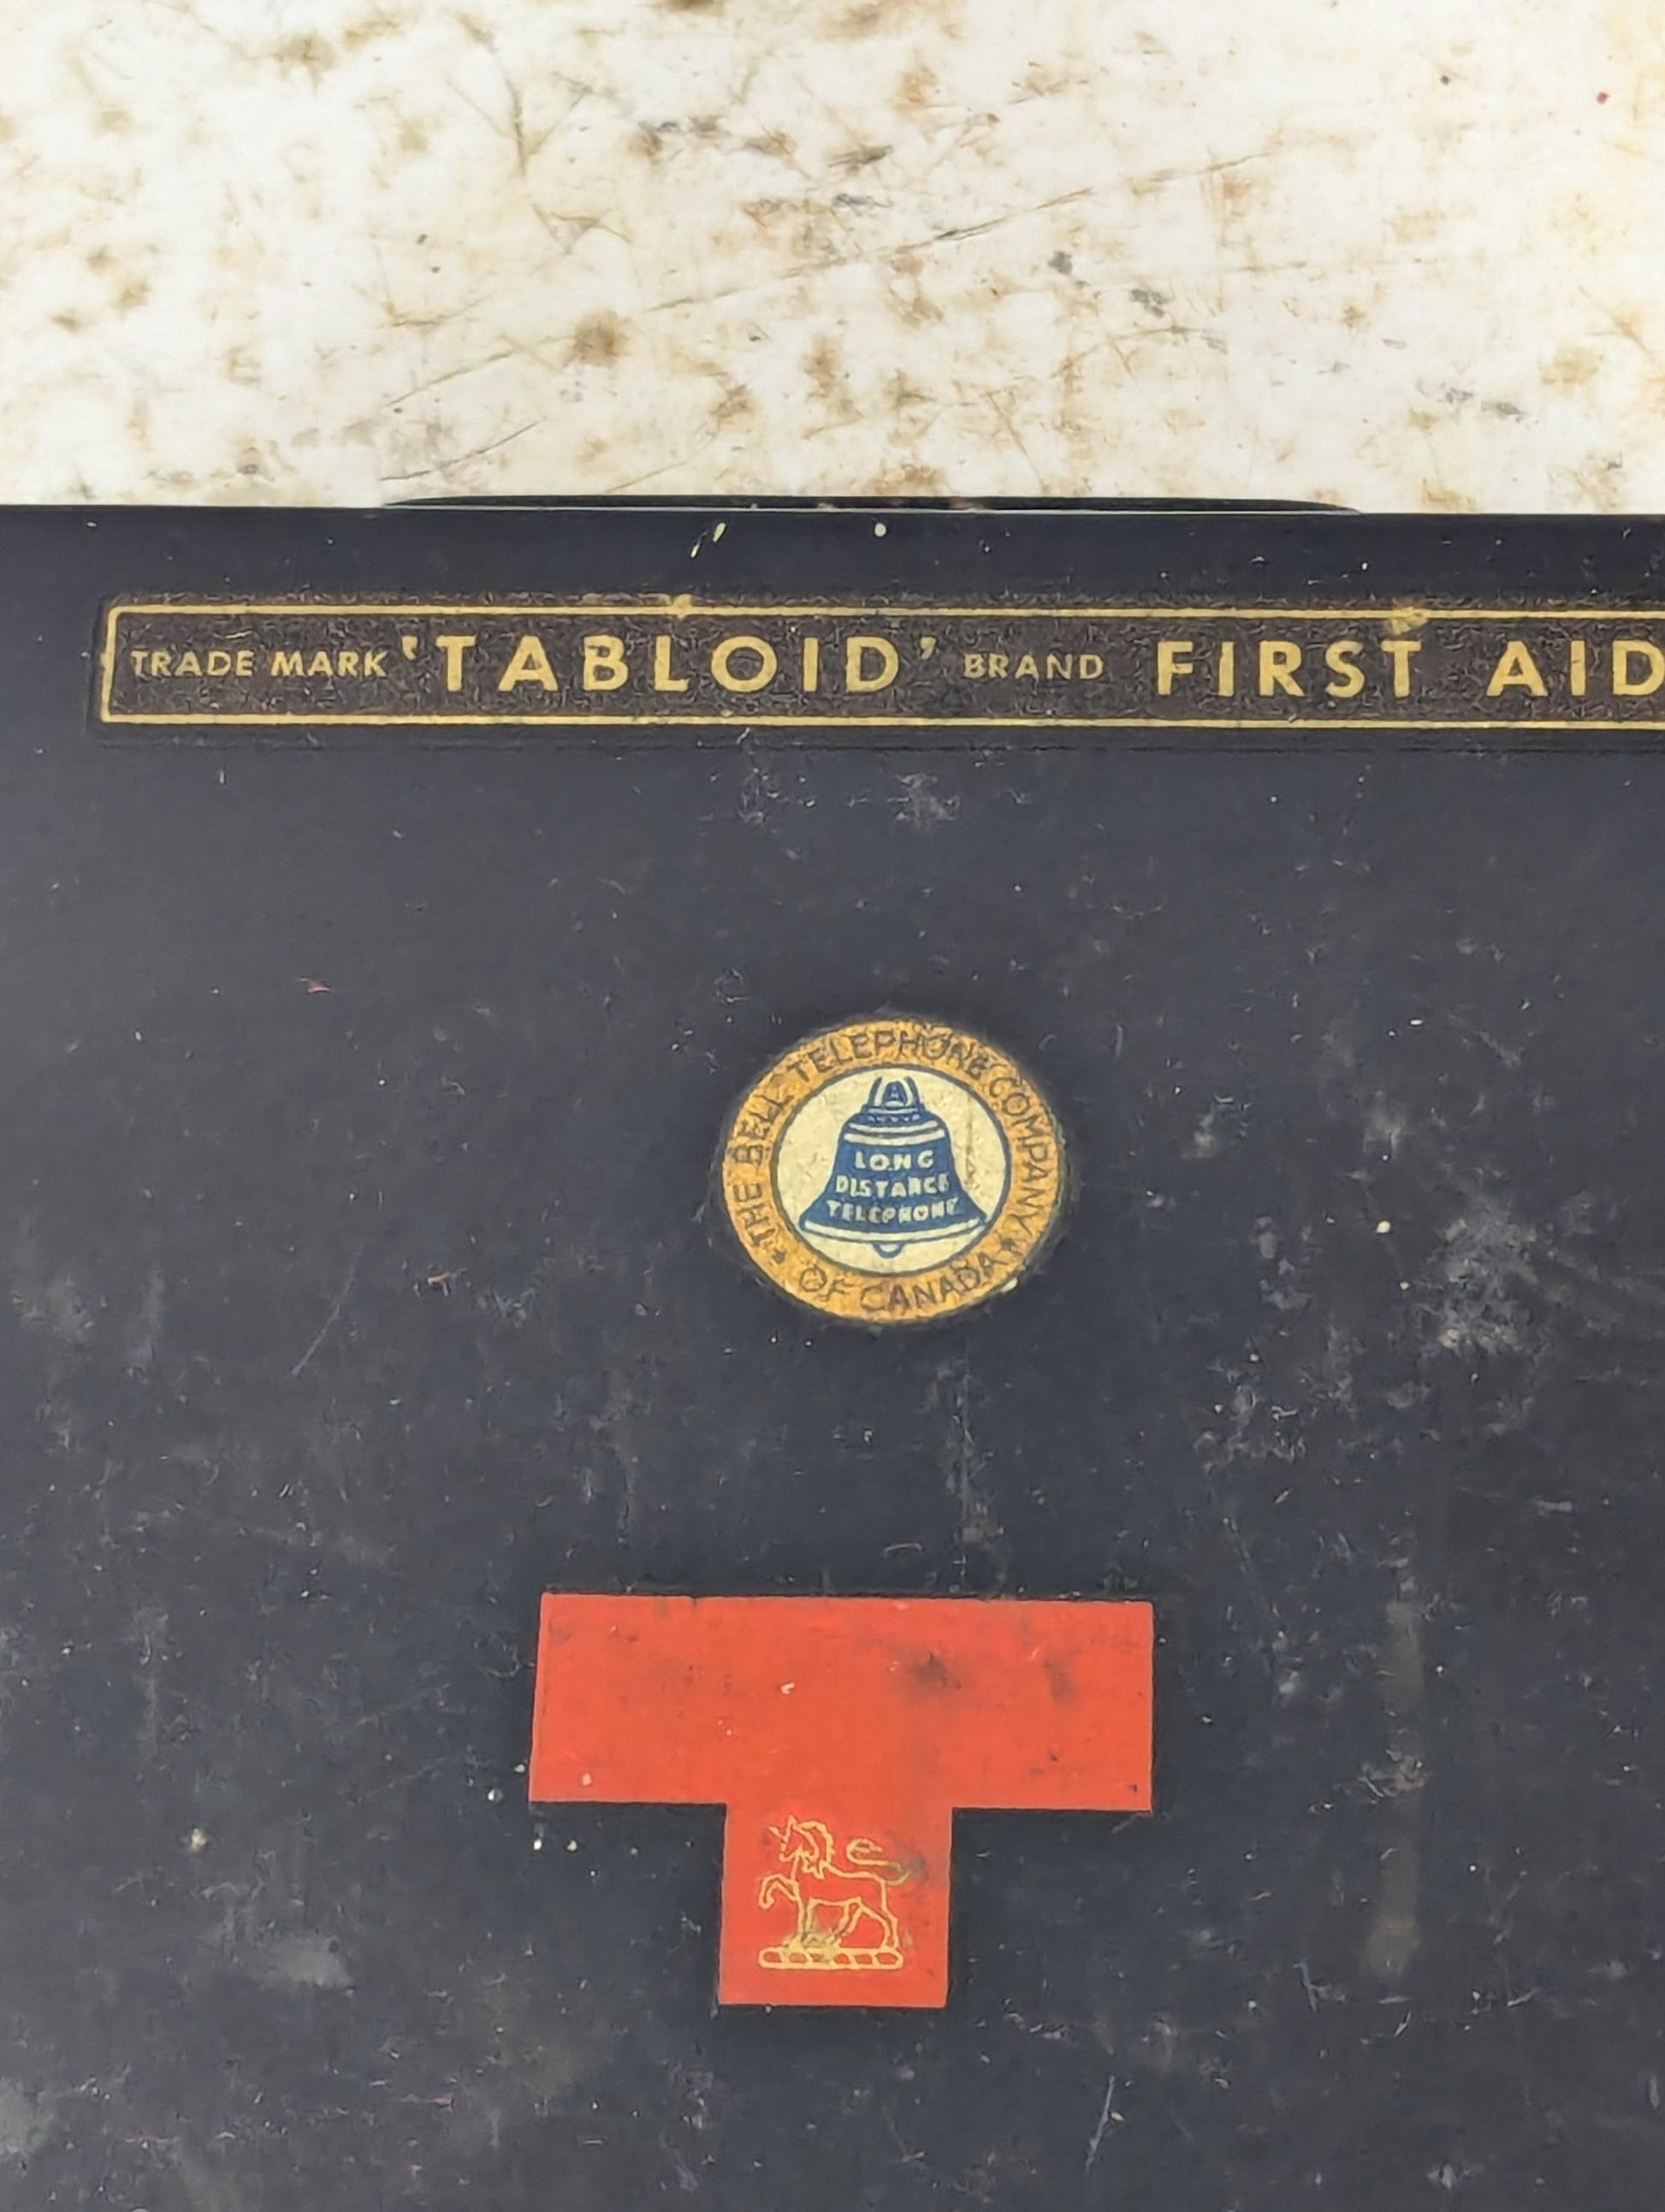 TRADE MARK 'TABLOID' BRAND FIRST AID
THE BELL TELEPHONE COMPANY
LONG
DISTANCE
TELEPHONE
OF CANADA